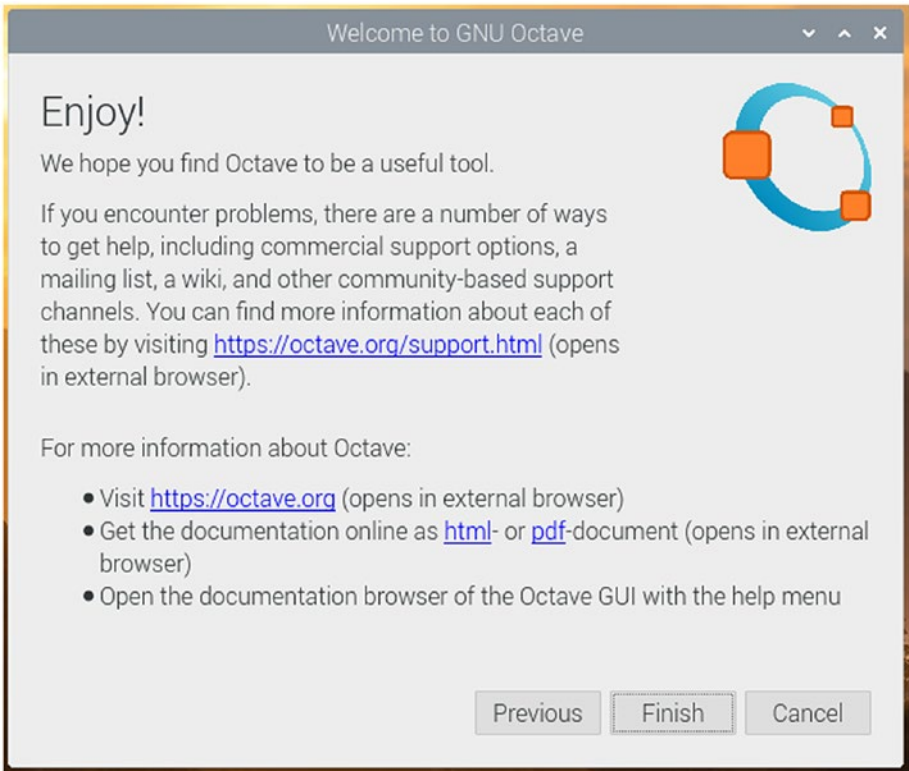 Welcome to GNU Octave
Enjoy!
We hope you find Octave to be a useful tool.
If you encounter problems, there are a number of ways
to get help, including commercial support options, a
mailing list, a wiki, and other community-based support
channels. You can find more information about each of
these by visiting https://octave.org/support.html (opens
in external browser).
For more information about Octave:
• Visit https://octave.org (opens in external browser)
• Get the documentation online as html- or pdf-document (opens in external
browser)
• Open the documentation browser of the Octave GUI with the help menu
Previous Finish Cancel